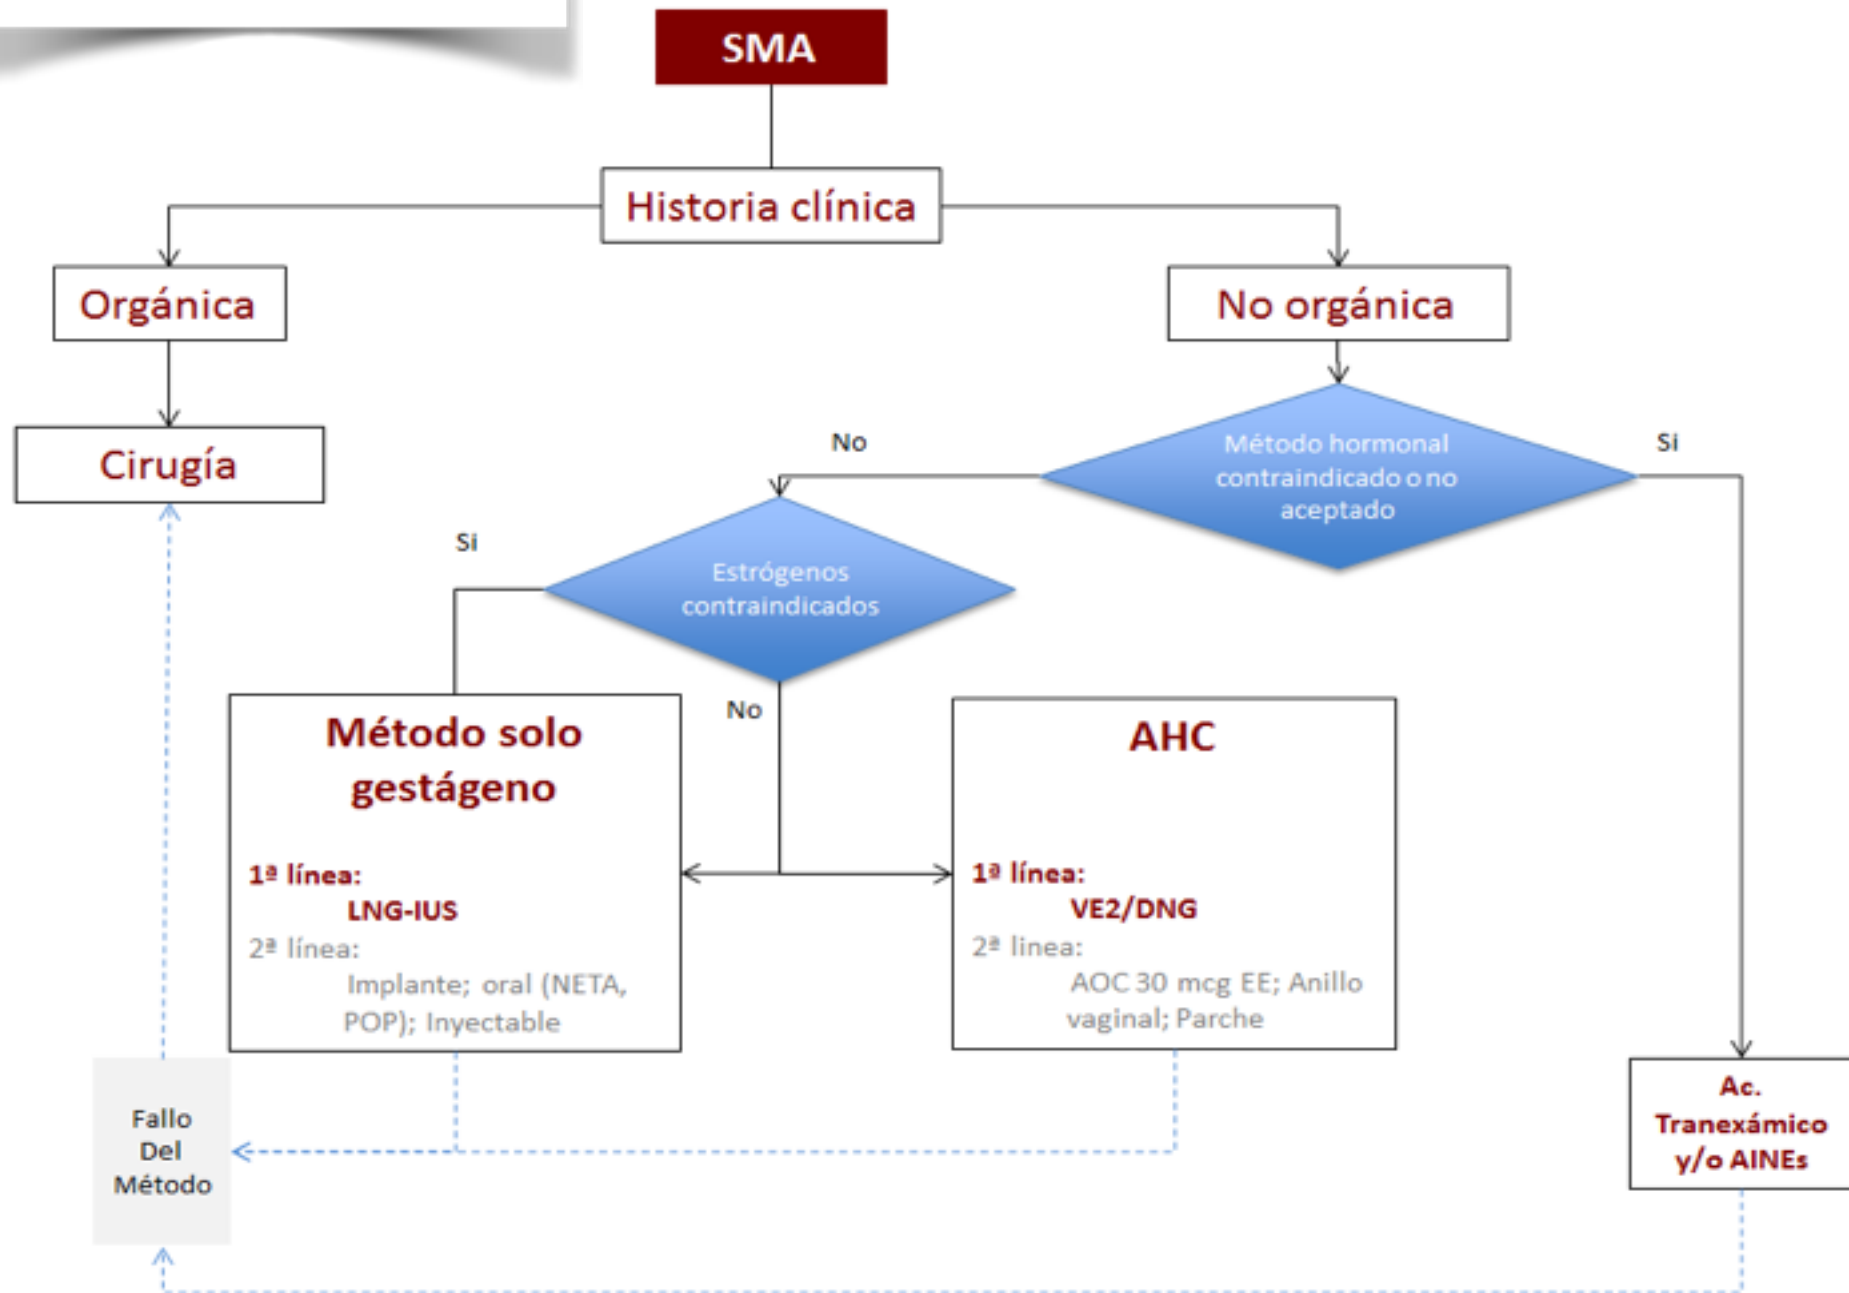 SMA
Historia clínica
Orgánica
No orgánica
Cirugía
No
Método hormonal
contraindicado o no
aceptado
Si
Si
Estrógenos
contraindicados
No
Método solo
gestágeno
1ª línea:
LNG-IUS
2ª línea:
Implante; oral (NETA,
POP); Inyectable
AHC
1ª línea:
VE2/DNG
2ª linea:
AOC 30 mcg EE; Anillo
vaginal; Parche
Fallo
Del
Método
Ac.
Tranexámico
y/o AINEs